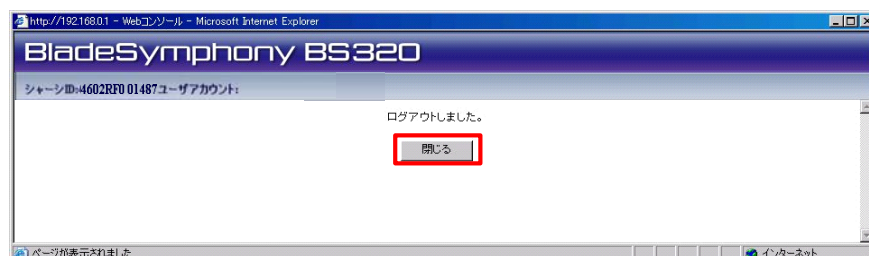 http://192.168.0.1 - Webコンソール - Microsoft Internet Explorer
BladeSymphony BS320
シャーシID:4602RF0 01487ユーザアカウント:
ログアウトしました。
閉じる
ページが表示されました
インターネット